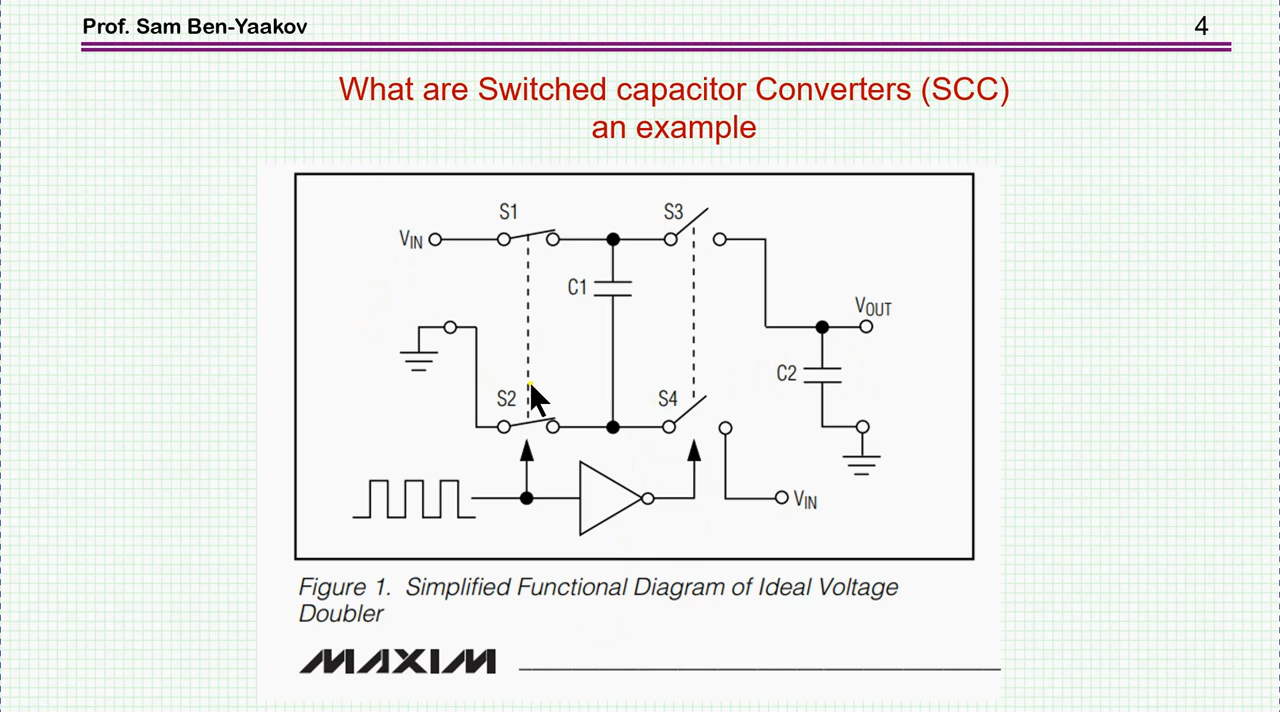 Prof. Sam Ben-Yaakov
4
What are Switched capacitor Converters (SCC)
an example
S1
S3
VIN
C1
VOUT
C2
S2
S4
VIN
Figure 1. Simplified Functional Diagram of Ideal Voltage
Doubler
MAXIM